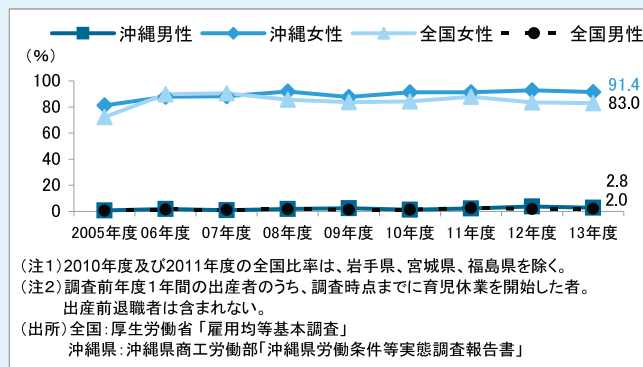 沖縄男性 沖縄女性 全国女性 全国男性
(%)
100
91.4
80
83.0
60
40
20
2.8
0
2.0
2005年度 06年度 07年度 08年度 09年度 10年度 11年度 12年度 13年度
(注1)2010年度及び2011年度の全国比率は、岩手県、宮城県、福島県を除く。
(注2)調査前年度1年間の出産者のうち、調査時点までに育児休業を開始した者。
出産前退職者は含まれない。
(出所)全国:厚生労働省「雇用均等基本調査」
沖縄県:沖縄県商工労働部「沖縄県労働条件等実態調査報告書」